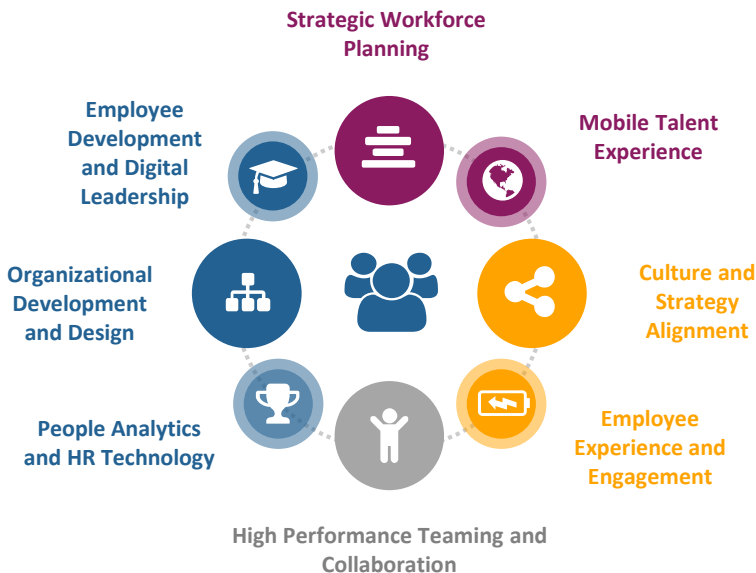 Strategic Workforce
Planning
Employee
Development
and Digital
Leadership
Mobile Talent
Experience
Organizational
Development
and Design
Culture and
Strategy
Alignment
People Analytics
and HR Technology
Employee
Experience and
Engagement
High Performance Teaming and
Collaboration